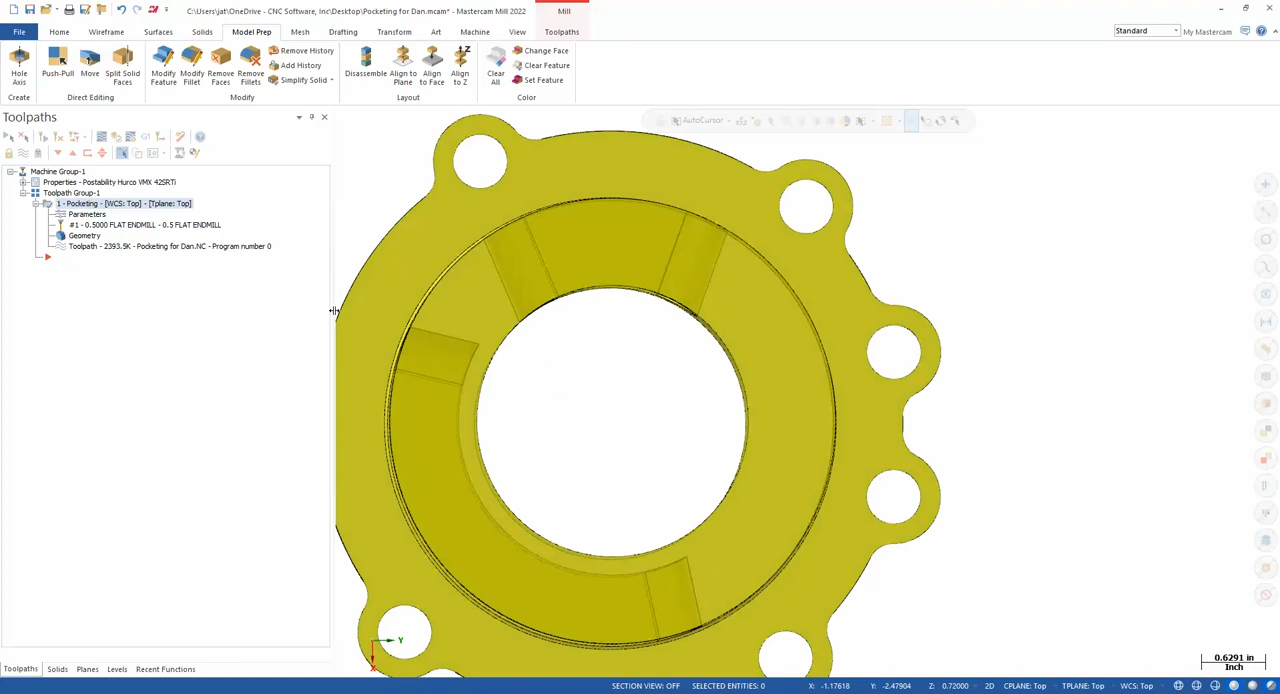 C:\Users\jat\OneDrive - CNC Software, Inc\Desktop\Pocketing for Dan.mcam* - Mastercam Mill 2022
Mill
File Home Wireframe Surfaces Solids Model Prep Mesh Drafting Transform Art Machine View Toolpaths
Standard My Mastercam
Hole Axis
Push-Pull Move Split Solid Faces
Modify Feature Modify Fillet Remove Faces Remove Fillets
Remove History
Add History
Simplify Solid
Disassemble Align to Plane Align to Face Align to Z
Clear All
Change Face
Clear Feature
Set Feature
Create Direct Editing Modify Layout Color
Toolpaths
AutoCursor
G1
Machine Group-1
Properties - Postability Hurco VMX 42SRTi
Toolpath Group-1
1 - Pocketing - [WCS: Top] - [Tplane: Top]
Parameters
#1 - 0.5000 FLAT ENDMILL - 0.5 FLAT ENDMILL
Geometry
Toolpath - 2393.5K - Pocketing for Dan.NC - Program number 0
Y
X
0.6291 in
Inch
Toolpaths Solids Planes Levels Recent Functions
SECTION VIEW: OFF SELECTED ENTITIES: 0 X: -1.17618 Y: -2.47904 Z: 0.72000 2D CPLANE: Top TPLANE: Top WCS: Top